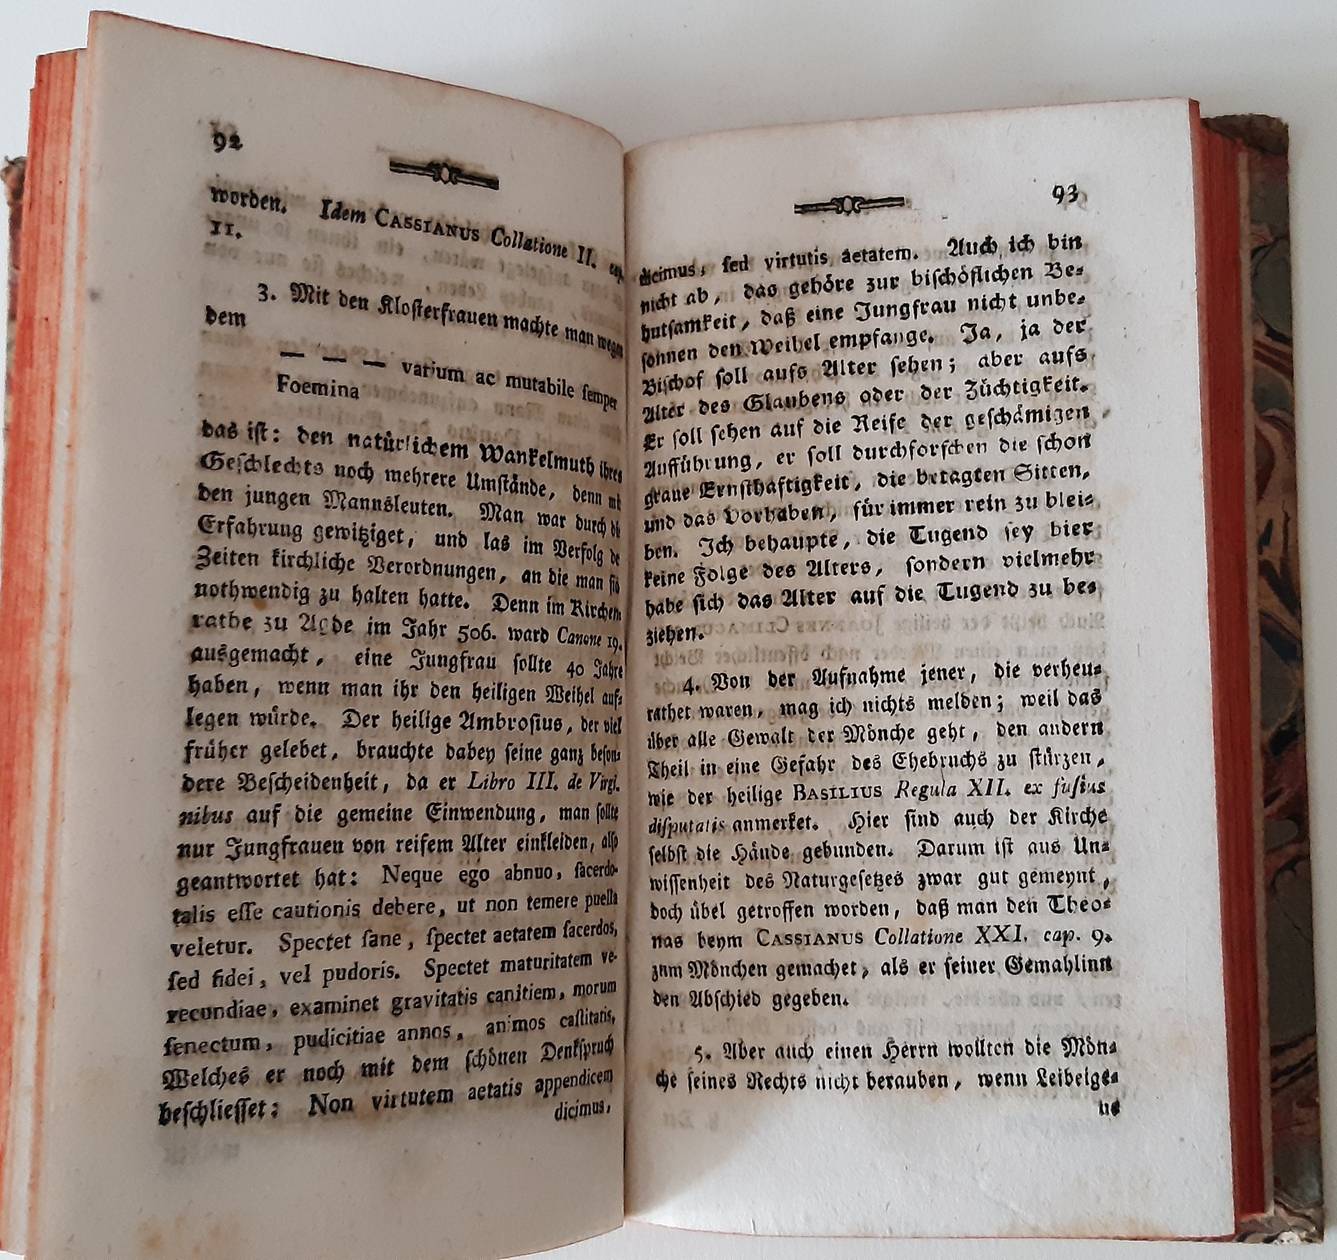 92
worden. Idem CASSIANUS Collatione II. cap.
11.
3. Mit den Klosterfrauen machte man wegen
dem
— — — varium ac mutabile semper
Foemina
das ist: den natürlichem Wankelmuth ihres
Geschlechts noch mehrere Umstände, denn mit
den jungen Mannsleuten. Man war durch die
Erfahrung gewitziget, und las im Verfolg de
Zeiten kirchliche Verordnungen, an die man sich
nothwendig zu halten hatte. Denn im Kirchen
rathe zu Agde im Jahr 506. ward Canone 19.
ausgemacht, eine Jungfrau sollte 40 Jahre
haben, wenn man ihr den heiligen Weihel auf-
legen würde. Der heilige Ambrosius, der viel
früher gelebet, brauchte dabey seine ganz beson-
dere Bescheidenheit, da er Libro III. de Virgi-
nibus auf die gemeine Einwendung, man sollte
nur Jungfrauen von reifem Alter einkleiden, also
geantwortet hat: Neque ego abnuo, sacerdo-
talis esse cautionis debere, ut non temere puella
veletur. Spectet sane, spectet aetatem sacerdos,
sed fidei, vel pudoris. Spectet maturitatem ve-
recundiae, examinet gravitatis canitiem, morum
senectum, pudicitiae annos, animos castitatis,
Welches er noch mit dem schönen Denkspruch
beschliesset: Non virtutem aetatis appendicem
dicimus,
93
dicimus, sed virtutis aetatem. Auch ich bin
nicht ab, das gehöre zur bischöflichen Be-
hutsamkeit, daß eine Jungfrau nicht unbe-
sonnen den Weihel empfange. Ja, ja der
Bischof soll aufs Alter sehen; aber aufs
Alter des Glaubens oder der Züchtigkeit.
Er soll sehen auf die Reife der geschämigen
Aufführung, er soll durchforschen die schon
graue Ernsthaftigkeit, die betagten Sitten,
und das Vorhaben, für immer rein zu blei-
ben. Ich behaupte, die Tugend sey hier
keine Folge des Alters, sondern vielmehr
habe sich das Alter auf die Tugend zu be-
ziehen.
4. Von der Aufnahme jener, die verheu-
rathet waren, mag ich nichts melden; weil das
über alle Gewalt der Mönche geht, den andern
Theil in eine Gefahr des Ehebruchs zu stürzen,
wie der heilige BASILIUS Regula XII. ex fusius
disputatis anmerket. Hier sind auch der Kirche
selbst die Hände gebunden. Darum ist aus Un-
wissenheit des Naturgesetzes zwar gut gemeynt,
doch übel getroffen worden, daß man den Theo-
nas beym CASSIANUS Collatione XXI. cap. 9.
zum Mönchen gemachet, als er seiner Gemahlinn
den Abschied gegeben.
5. Aber auch einen Herrn wollten die Mön-
che seines Rechts nicht berauben, wenn Leibeige-
ne